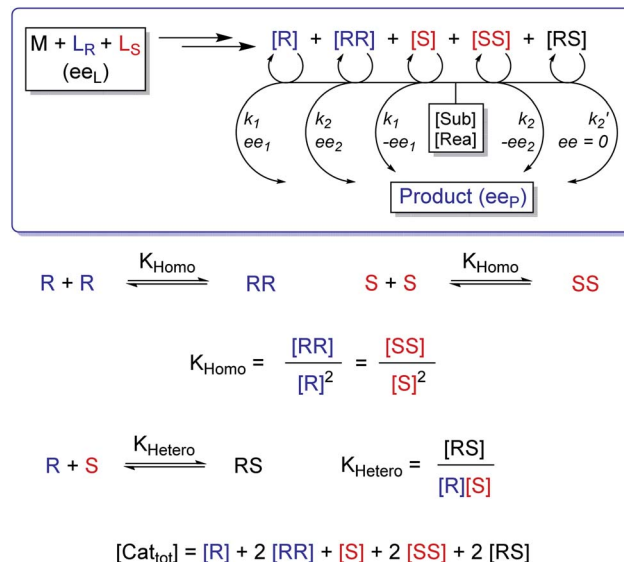 M + L_R + L_S
(ee_L)
[R] + [RR] + [S] + [SS] + [RS]
k_1 k_2 k_1 [Sub] k_2 k_2'
ee_1 ee_2 -ee_1 [Rea] -ee_2 ee = 0
Product (ee_P)
K_Homo K_Homo
R + R ⇌ RR S + S ⇌ SS
K_Homo = [RR] / [R]^2 = [SS] / [S]^2
K_Hetero
R + S ⇌ RS K_Hetero = [RS] / [R][S]
[Cat_tot] = [R] + 2 [RR] + [S] + 2 [SS] + 2 [RS]